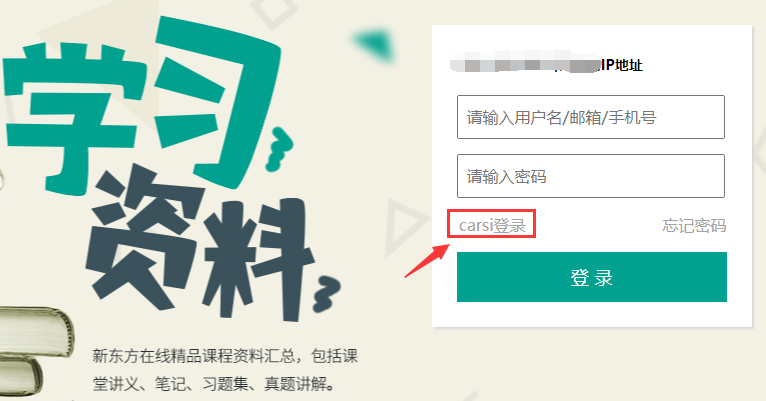 学习
资料
新东方在线精品课程资料汇总，包括课
堂讲义、笔记、习题集、真题讲解。
IP地址
请输入用户名/邮箱/手机号
请输入密码
carsi登录
忘记密码
登录